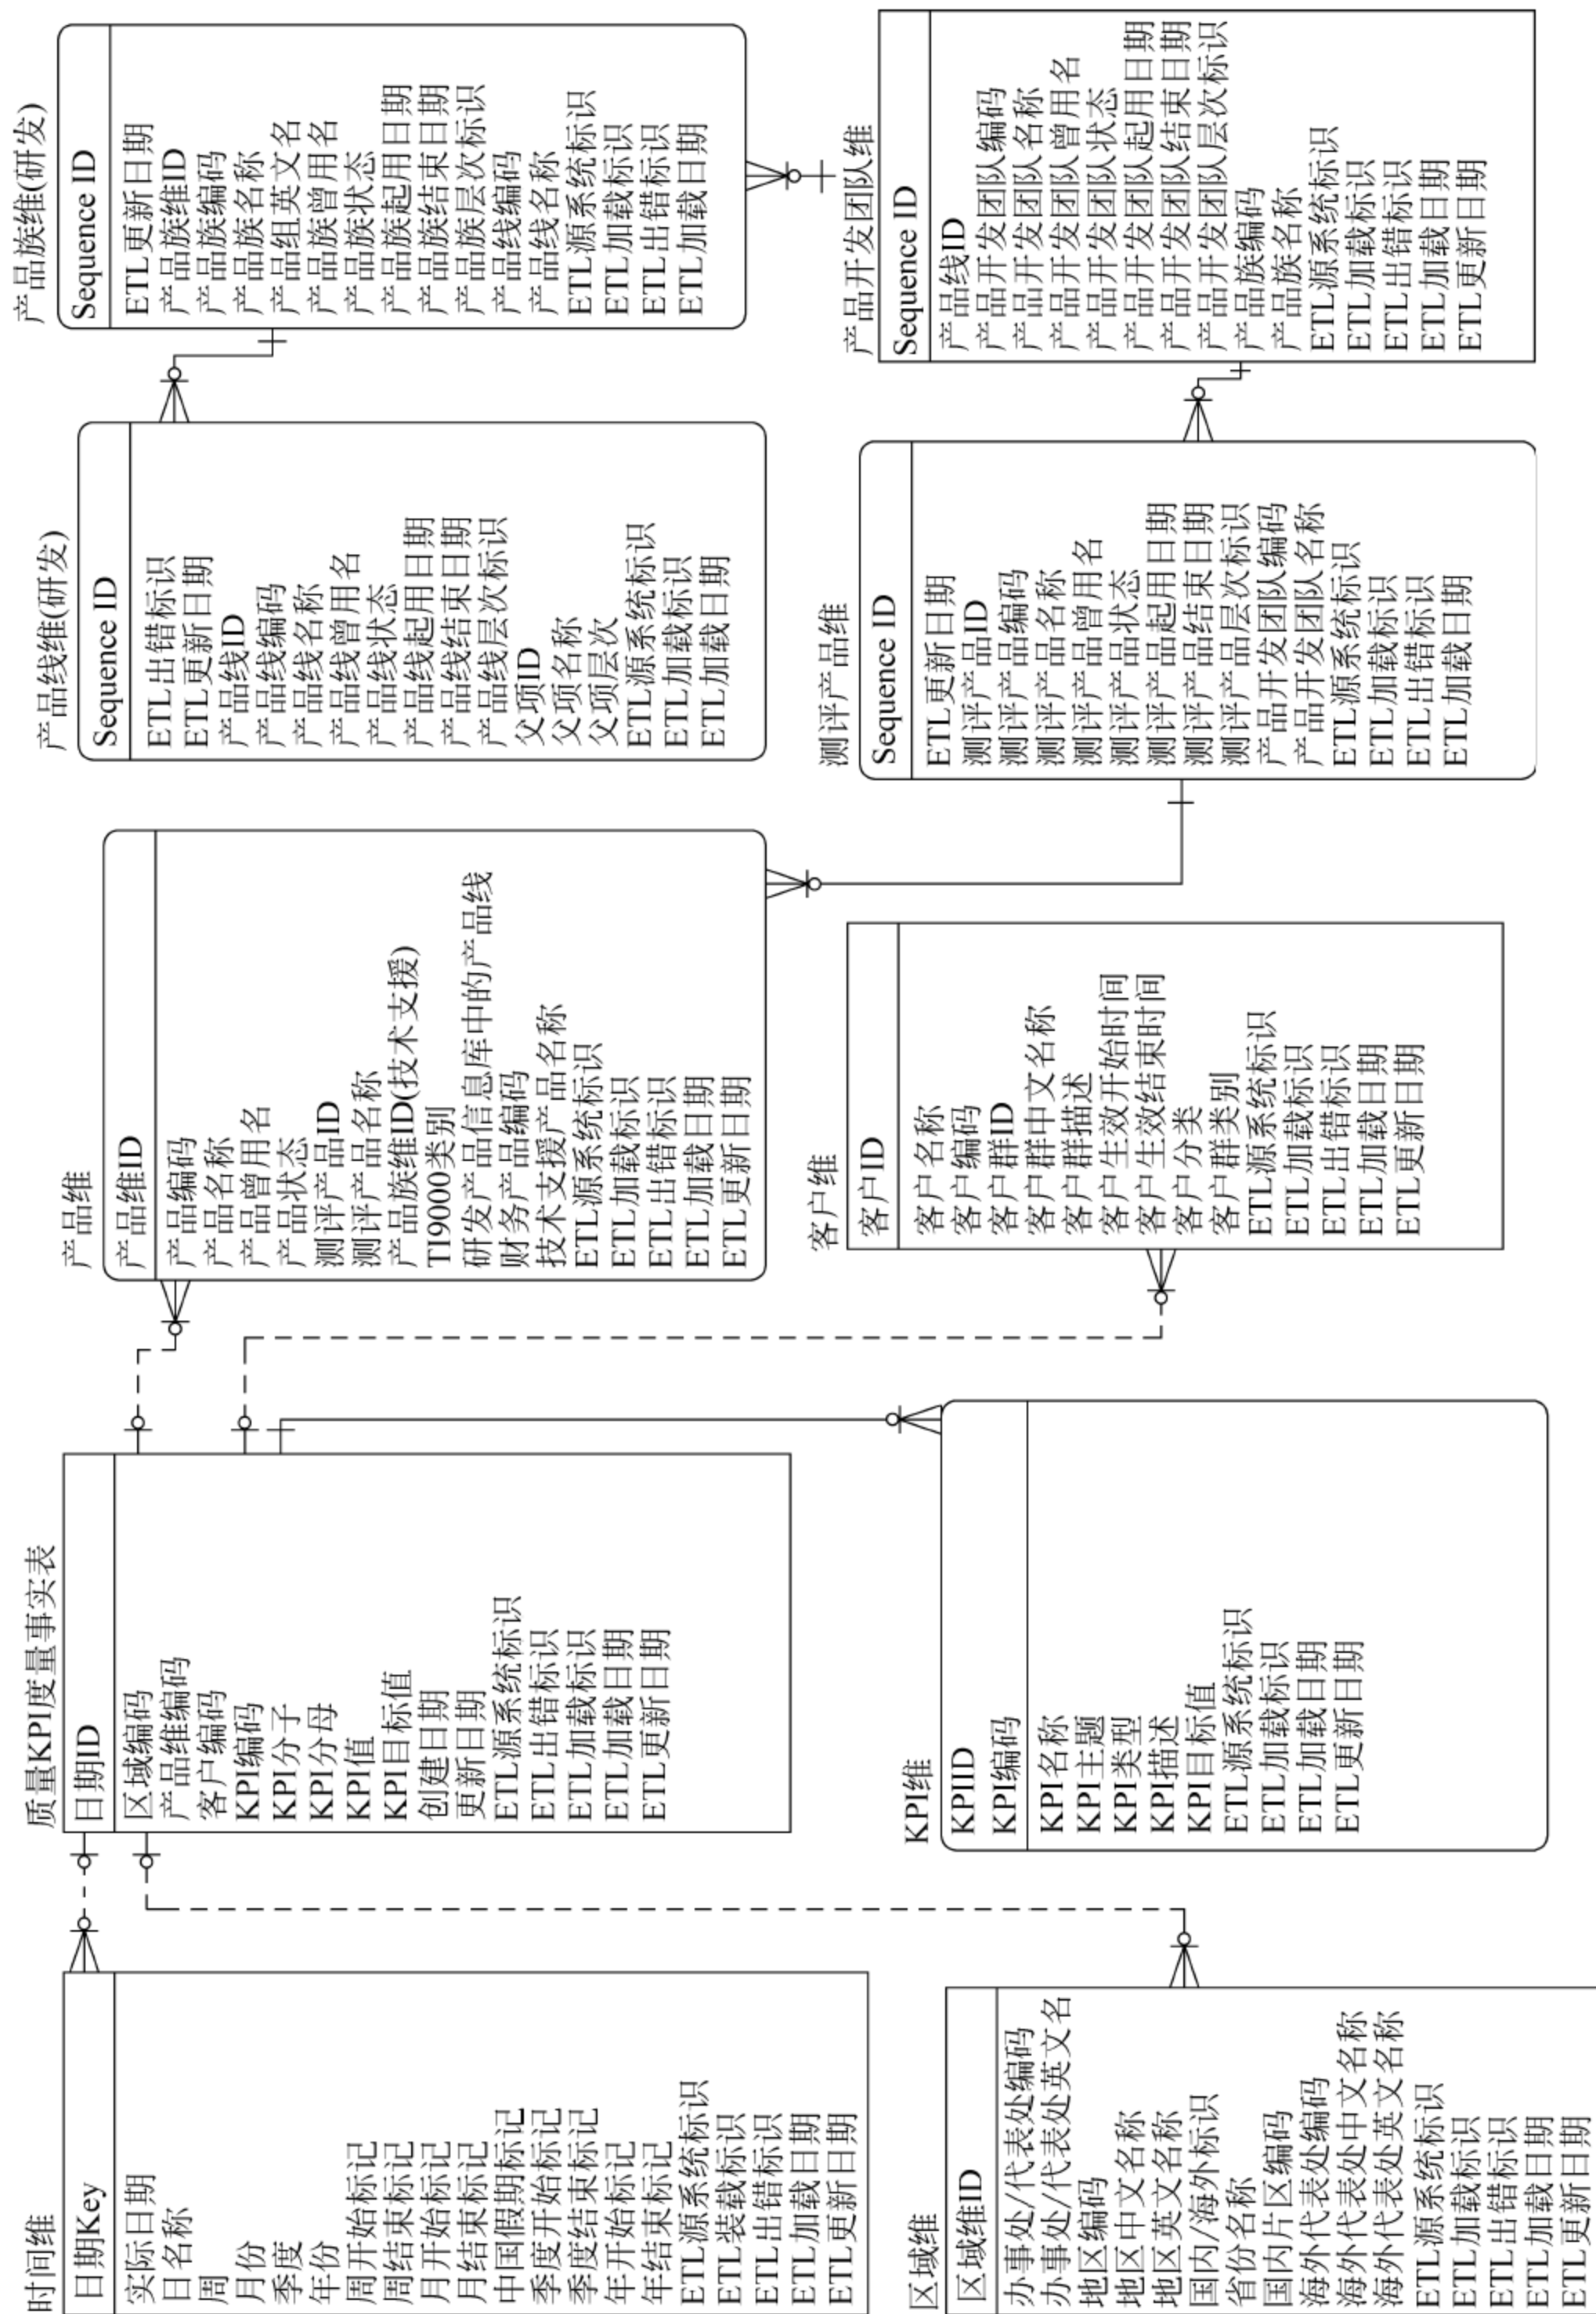 时间维
日期Key
实际日期
日名称
周
月份
季度
年份
周开始标记
周结束标记
月开始标记
月结束标记
中国假期标记
季度开始标记
季度结束标记
年开始标记
年结束标记
ETL源系统标识
ETL装载标识
ETL出错标识
ETL加载日期
ETL更新日期
质量KPI度量事实表
日期ID
区域编码
产品维编码
客户编码
KPI编码
KPI分子
KPI分母
KPI值
KPI目标值
创建日期
更新日期
ETL源系统标识
ETL出错标识
ETL加载标识
ETL加载日期
ETL更新日期
产品维
产品维ID
产品编码
产品名称
产品曾用名
产品状态
测评产品ID
测评产品名称
产品族维ID(技术支援)
TI9000类别
研发产品信息库中的产品线
财务产品编码
技术支援产品名称
ETL源系统标识
ETL加载标识
ETL出错标识
ETL加载日期
ETL更新日期
产品线维(研发)
Sequence ID
ETL出错标识
ETL更新日期
产品线ID
产品线编码
产品线名称
产品线曾用名
产品线状态
产品线起用日期
产品线结束日期
产品线层次标识
父项ID
父项名称
父项层次
ETL源系统标识
ETL加载标识
ETL加载日期
产品族维(研发)
Sequence ID
ETL更新日期
产品族维ID
产品族编码
产品族名称
产品组英文名
产品族曾用名
产品族状态
产品族起用日期
产品族结束日期
产品族层次标识
产品线编码
产品线名称
ETL源系统标识
ETL加载标识
ETL出错标识
ETL加载日期
区域维
区域维ID
办事处/代表处编码
办事处/代表处英文名
地区编码
地区中文名称
地区英文名称
国内/海外标识
省份名称
国内片区编码
海外代表处编码
海外代表处中文名称
海外代表处英文名称
ETL源系统标识
ETL加载标识
ETL出错标识
ETL加载日期
ETL更新日期
KPI维
KPIID
KPI编码
KPI名称
KPI主题
KPI类型
KPI描述
KPI目标值
ETL源系统标识
ETL加载标识
ETL加载日期
ETL更新日期
客户维
客户ID
客户名称
客户编码
客户群ID
客户群中文名称
客户群描述
客户生效开始时间
客户生效结束时间
客户分类
客户群类别
ETL源系统标识
ETL加载标识
ETL出错标识
ETL加载日期
ETL更新日期
测评产品维
Sequence ID
ETL更新日期
测评产品ID
测评产品编码
测评产品名称
测评产品曾用名
测评产品状态
测评产品起用日期
测评产品结束日期
测评产品层次标识
产品开发团队编码
产品开发团队名称
ETL源系统标识
ETL加载标识
ETL出错标识
ETL加载日期
产品开发团队维
Sequence ID
产品线ID
产品开发团队编码
产品开发团队名称
产品开发团队曾用名
产品开发团队状态
产品开发团队起用日期
产品开发团队结束日期
产品开发团队层次标识
产品族编码
产品族名称
ETL源系统标识
ETL加载标识
ETL出错标识
ETL加载日期
ETL更新日期